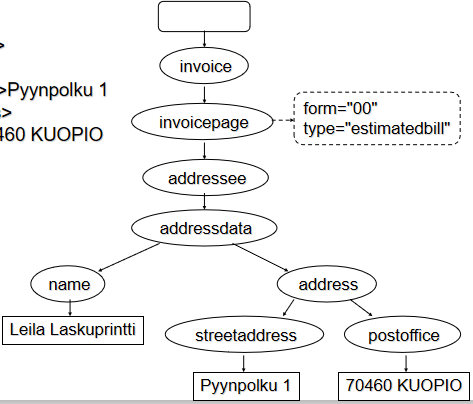 >
>Pyynpolku 1
>
460 KUOPIO
invoice
invoicepage
form="00"
type="estimatedbill"
addressee
addressdata
name
address
Leila Laskuprintti
streetaddress
postoffice
Pyynpolku 1
70460 KUOPIO